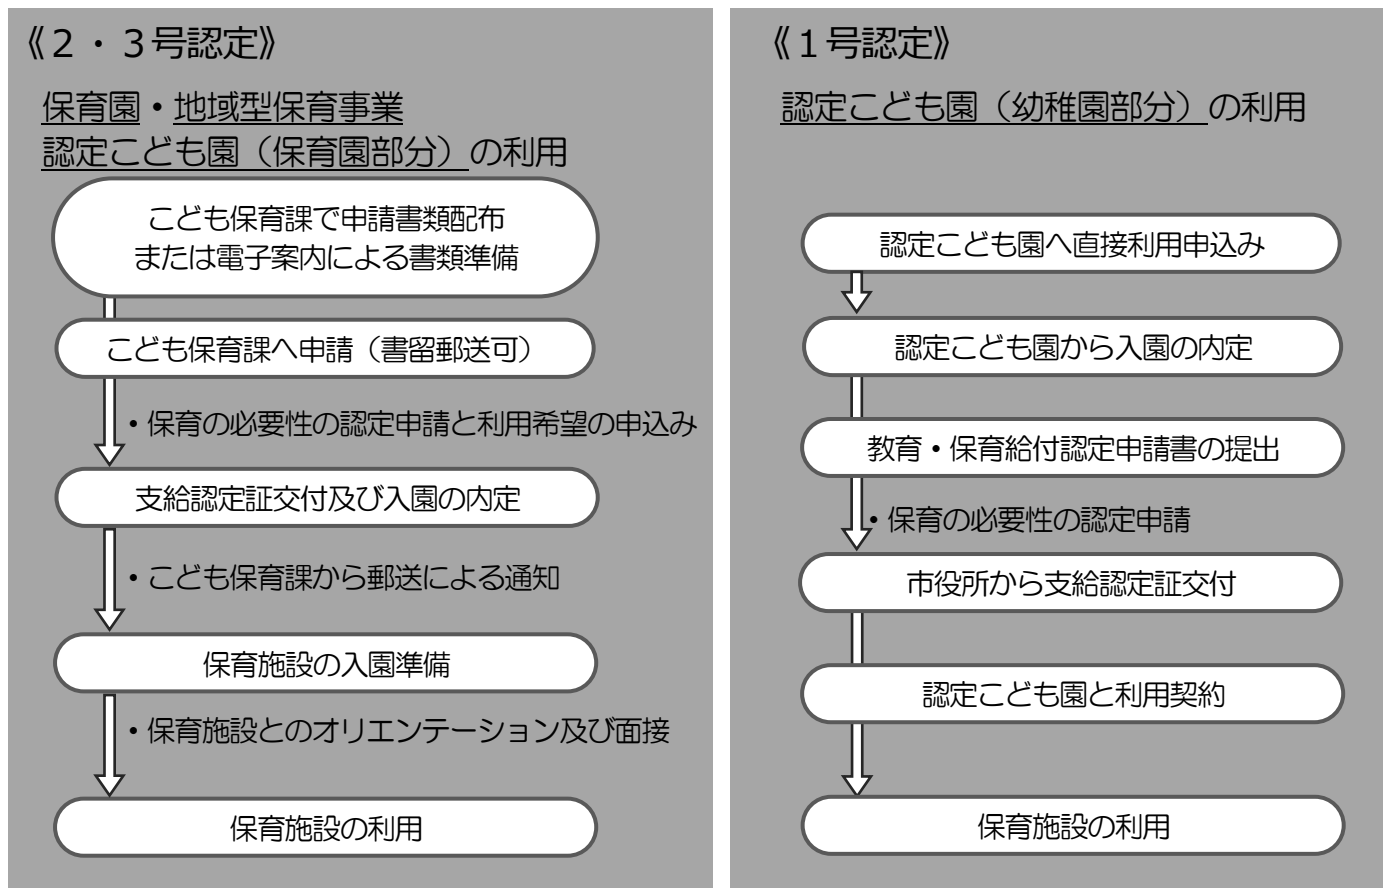 《２・３号認定》
保育園・地域型保育事業
認定こども園（保育園部分）の利用
こども保育課で申請書類配布
または電子案内による書類準備
こども保育課へ申請（書留郵送可）
・保育の必要性の認定申請と利用希望の申込み
支給認定証交付及び入園の内定
・こども保育課から郵送による通知
保育施設の入園準備
・保育施設とのオリエンテーション及び面接
保育施設の利用
《１号認定》
認定こども園（幼稚園部分）の利用
認定こども園へ直接利用申込み
認定こども園から入園の内定
教育・保育給付認定申請書の提出
・保育の必要性の認定申請
市役所から支給認定証交付
認定こども園と利用契約
保育施設の利用